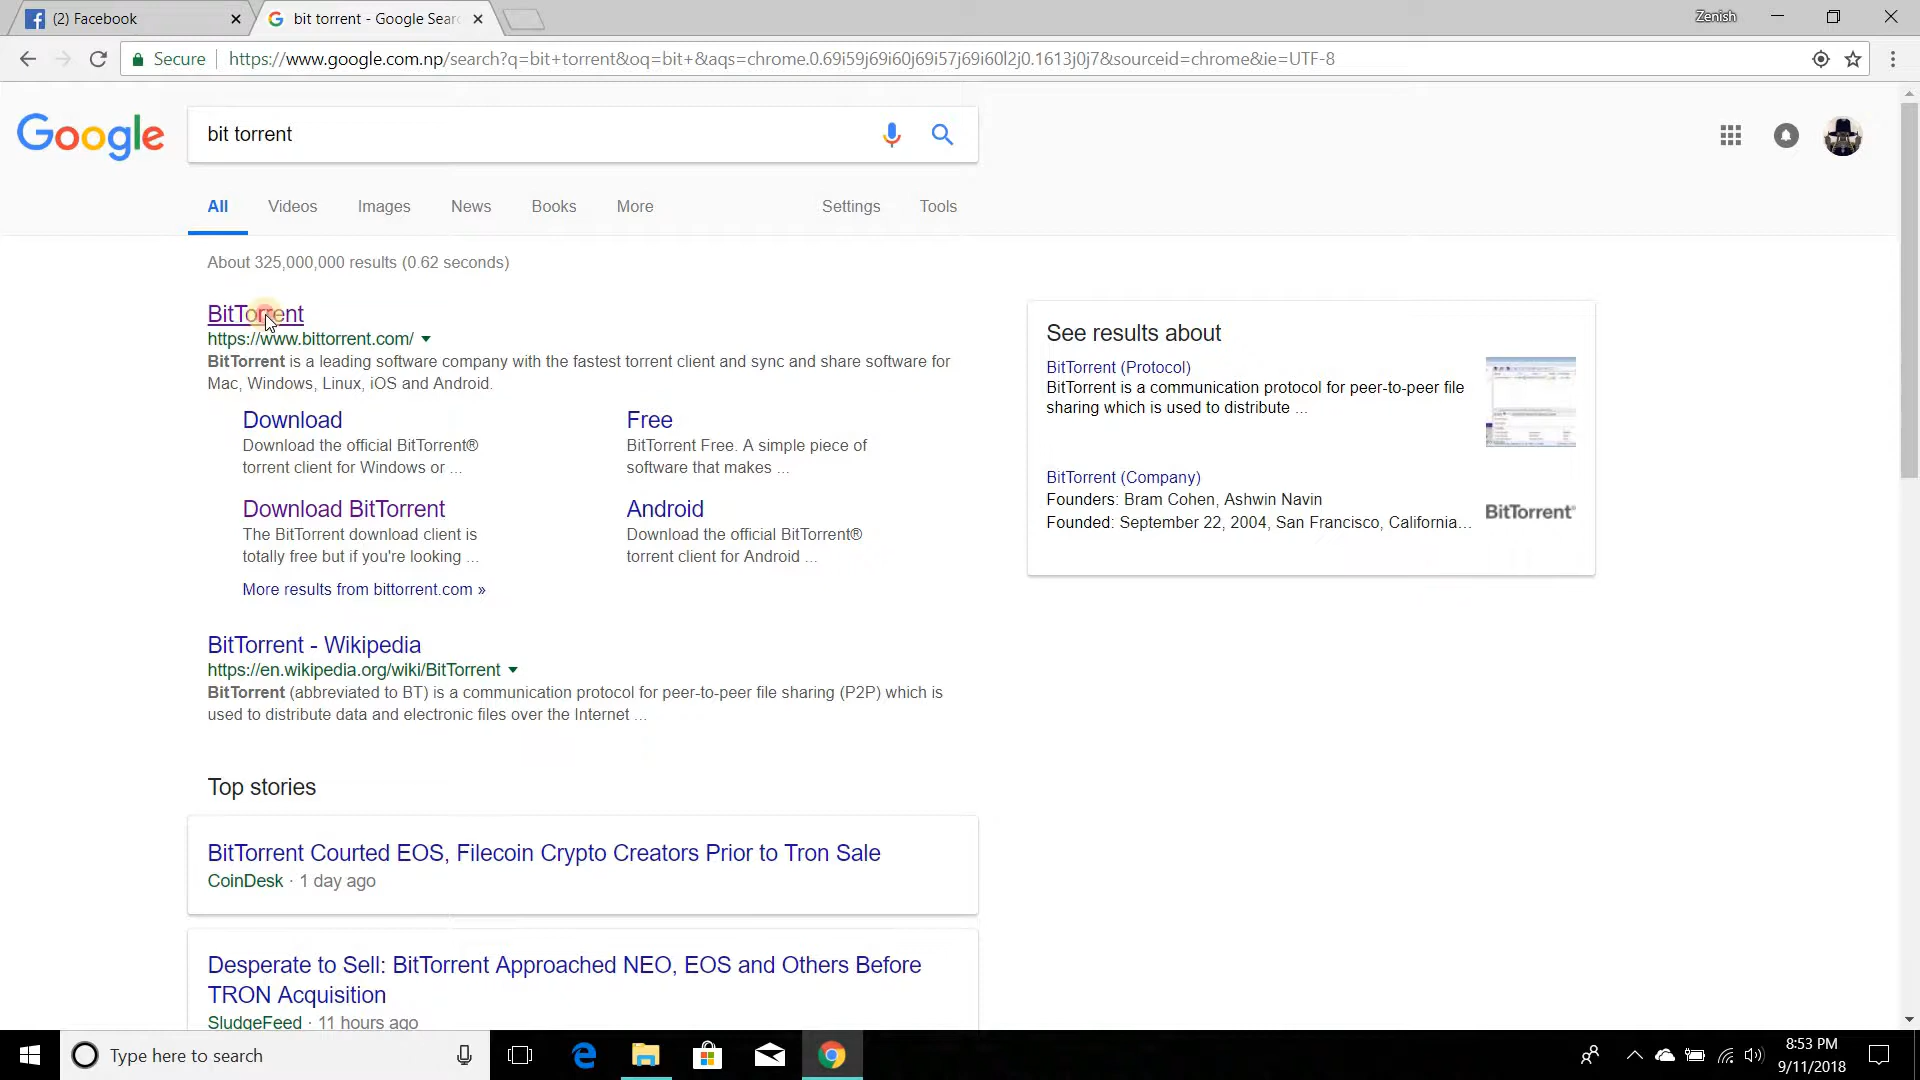 (2) Facebook
bit torrent - Google Sear
Zenish
Secure
https://www.google.com.np/search?q=bit+torrent&oq=bit+&aqs=chrome.0.69i59j69i60j69i57j69i60l2j0.1613j0j7&sourceid=chrome&ie=UTF-8
Google
bit torrent
All Videos Images News Books More Settings Tools
About 325,000,000 results (0.62 seconds)
BitTorrent
https://www.bittorrent.com/
BitTorrent is a leading software company with the fastest torrent client and sync and share software for
Mac, Windows, Linux, iOS and Android.
Download
Download the official BitTorrent®
torrent client for Windows or ...
Free
BitTorrent Free. A simple piece of
software that makes ...
Download BitTorrent
The BitTorrent download client is
totally free but if you're looking ...
Android
Download the official BitTorrent®
torrent client for Android ...
More results from bittorrent.com »
See results about
BitTorrent (Protocol)
BitTorrent is a communication protocol for peer-to-peer file
sharing which is used to distribute ...
BitTorrent (Company)
Founders: Bram Cohen, Ashwin Navin
Founded: September 22, 2004, San Francisco, California...
BitTorrent®
BitTorrent - Wikipedia
https://en.wikipedia.org/wiki/BitTorrent
BitTorrent (abbreviated to BT) is a communication protocol for peer-to-peer file sharing (P2P) which is
used to distribute data and electronic files over the Internet ...
Top stories
BitTorrent Courted EOS, Filecoin Crypto Creators Prior to Tron Sale
CoinDesk · 1 day ago
Desperate to Sell: BitTorrent Approached NEO, EOS and Others Before
TRON Acquisition
SludgeFeed · 11 hours ago
Type here to search
8:53 PM
9/11/2018